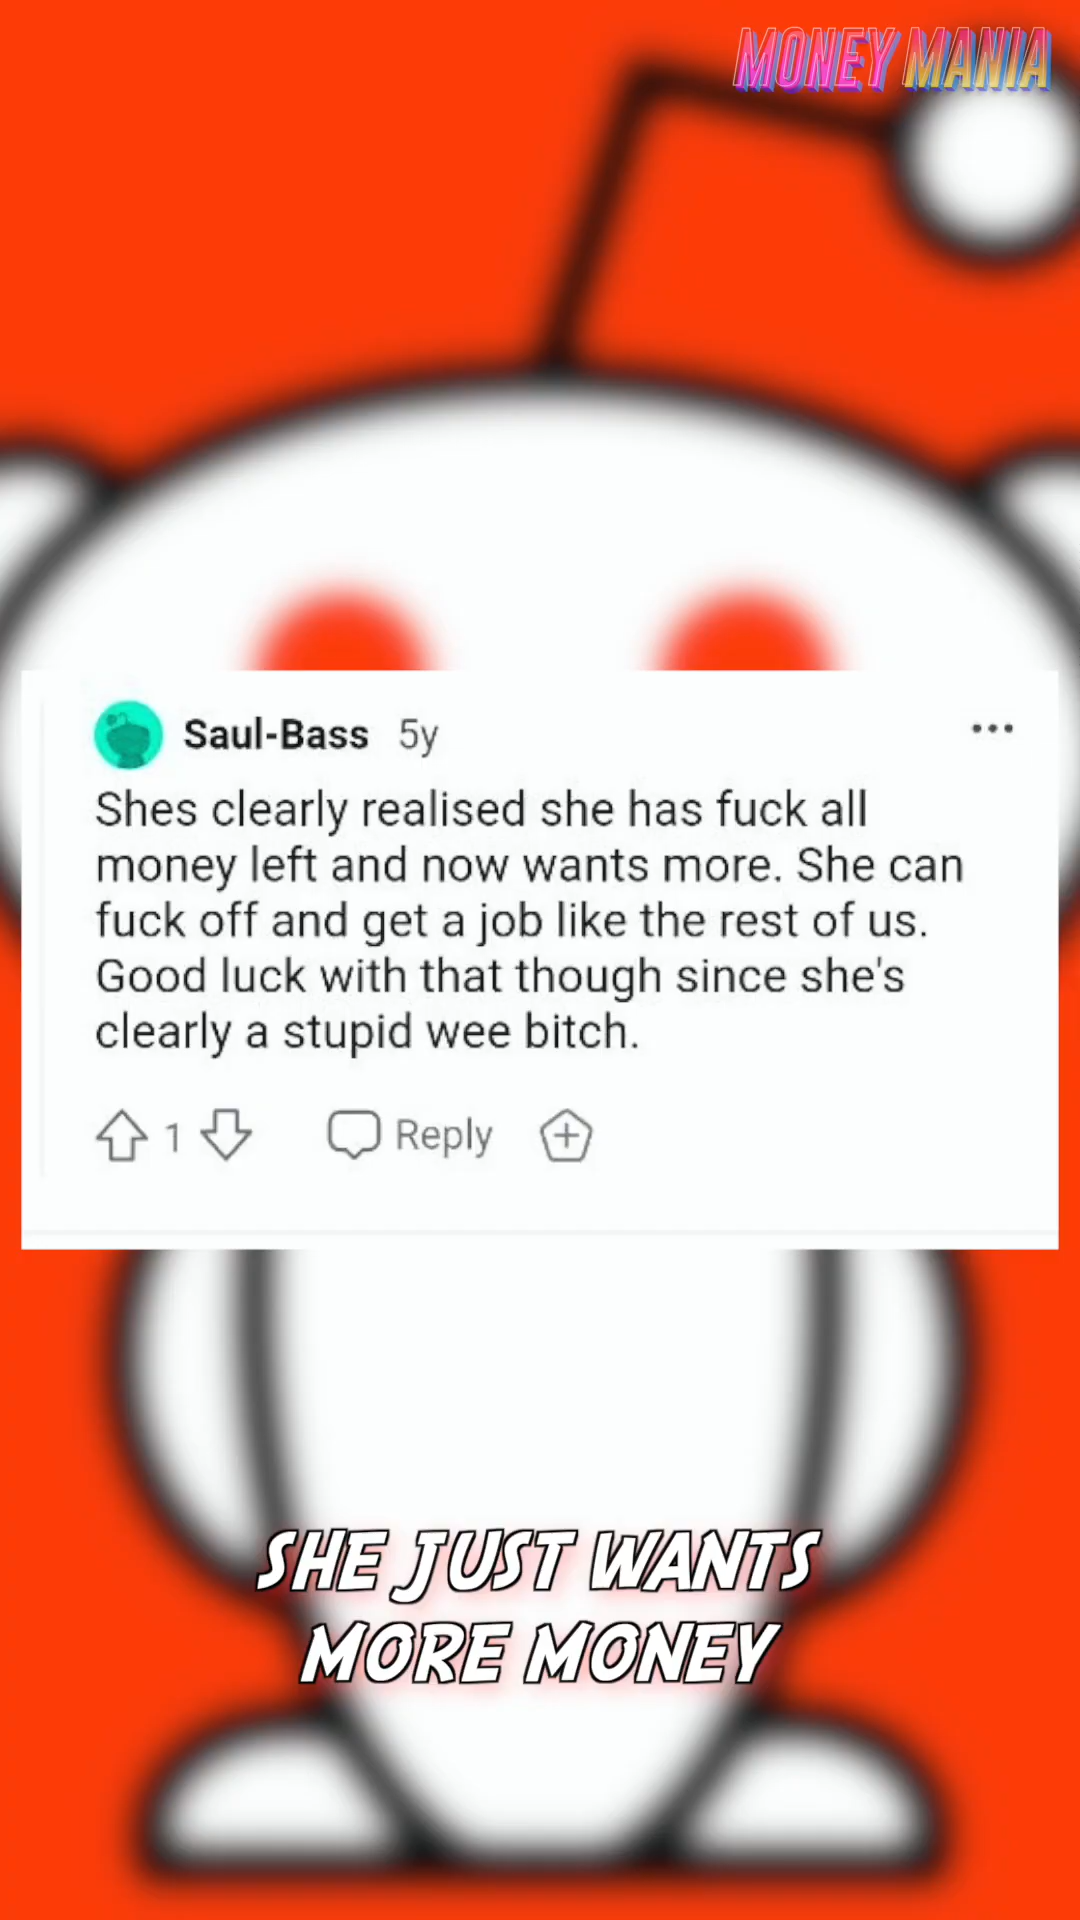 MONEY MANIA
Saul-Bass 5y
Shes clearly realised she has fuck all
money left and now wants more. She can
fuck off and get a job like the rest of us.
Good luck with that though since she's
clearly a stupid wee bitch.
1 Reply
SHE JUST WANTS
MORE MONEY